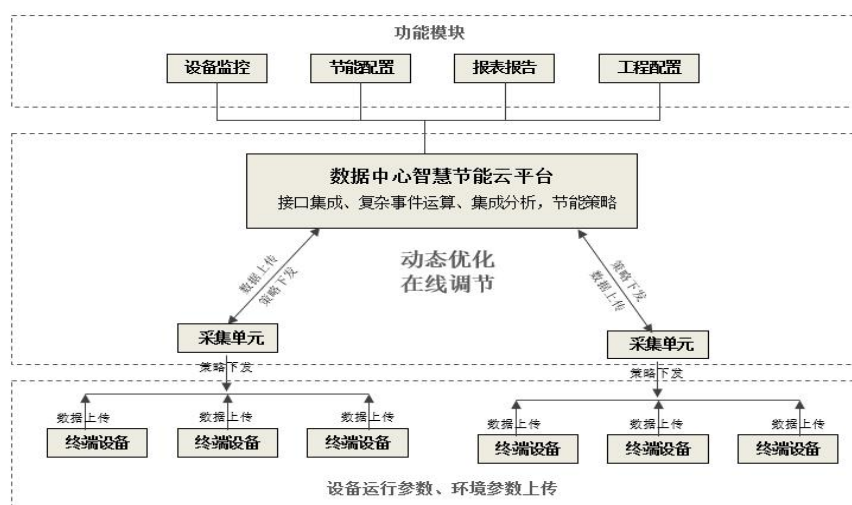 功能模块
设备监控
节能配置
报表报告
工程配置
数据中心智慧节能云平台
接口集成、复杂事件运算、集成分析，节能策略
动态优化
在线调节
数据上传
策略下发
策略下发
数据上传
采集单元
采集单元
策略下发
策略下发
数据上传
数据上传
数据上传
数据上传
数据上传
数据上传
终端设备
终端设备
终端设备
终端设备
终端设备
终端设备
设备运行参数、环境参数上传